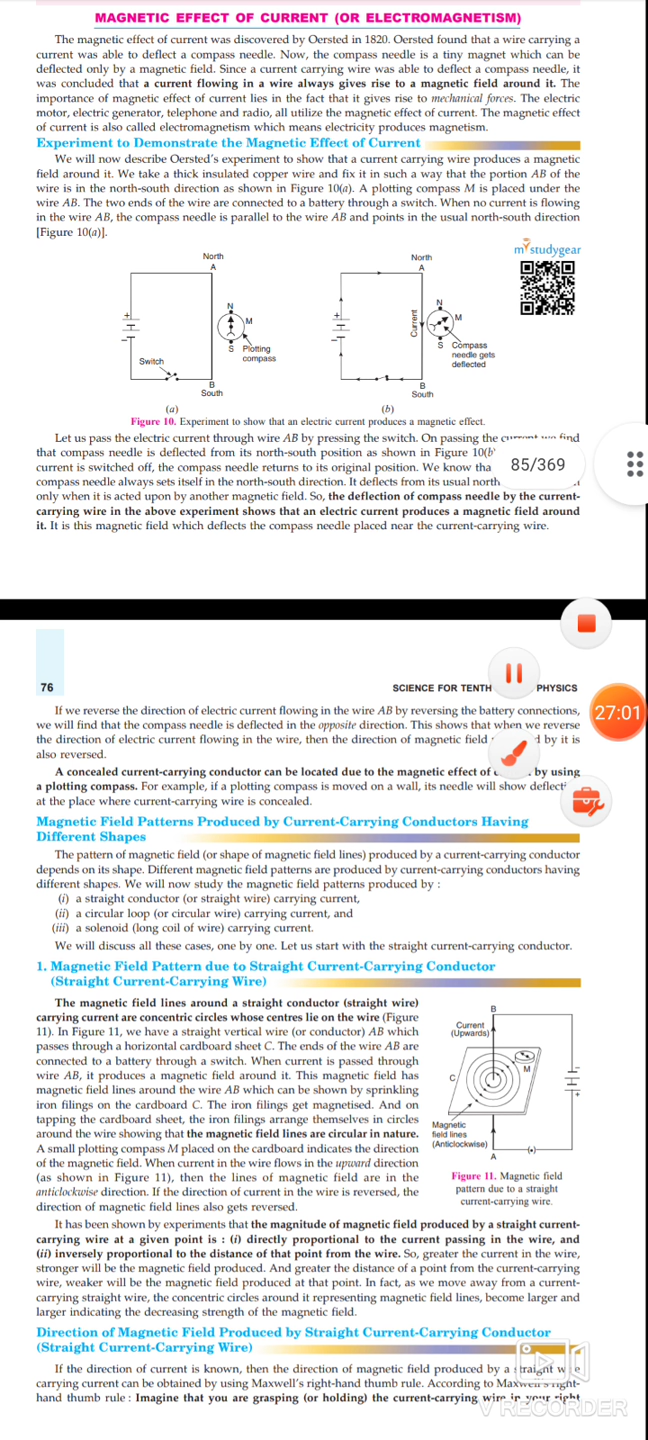 MAGNETIC EFFECT OF CURRENT (OR ELECTROMAGNETISM)
The magnetic effect of current was discovered by Oersted in 1820. Oersted found that a wire carrying a
current was able to deflect a compass needle. Now, the compass needle is a tiny magnet which can be
deflected only by a magnetic field. Since a current carrying wire was able to deflect a compass needle, it
was concluded that a current flowing in a wire always gives rise to a magnetic field around it. The
importance of magnetic effect of current lies in the fact that it gives rise to mechanical forces. The electric
motor, electric generator, telephone and radio, all utilize the magnetic effect of current. The magnetic effect
of current is also called electromagnetism which means electricity produces magnetism.
Experiment to Demonstrate the Magnetic Effect of Current
We will now describe Oersted's experiment to show that a current carrying wire produces a magnetic
field around it. We take a thick insulated copper wire and fix it in such a way that the portion AB of the
wire is in the north-south direction as shown in Figure 10(a). A plotting compass M is placed under the
wire AB. The two ends of the wire are connected to a battery through a switch. When no current is flowing
in the wire AB, the compass needle is parallel to the wire AB and points in the usual north-south direction
[Figure 10(a)].
mystudygear
North
A
N
M
S
Plotting
compass
+
−
Switch
B
South
(a)
North
A
N
M
S
Current
Compass
needle gets
deflected
+
−
B
South
(b)
Figure 10. Experiment to show that an electric current produces a magnetic effect.
Let us pass the electric current through wire AB by pressing the switch. On passing the current we find
that compass needle is deflected from its north-south position as shown in Figure 10(b
current is switched off, the compass needle returns to its original position. We know tha
85/369
compass needle always sets itself in the north-south direction. It deflects from its usual north
only when it is acted upon by another magnetic field. So, the deflection of compass needle by the current-
carrying wire in the above experiment shows that an electric current produces a magnetic field around
it. It is this magnetic field which deflects the compass needle placed near the current-carrying wire.
76
SCIENCE FOR TENTH PHYSICS
27:01
If we reverse the direction of electric current flowing in the wire AB by reversing the battery connections,
we will find that the compass needle is deflected in the opposite direction. This shows that when we reverse
the direction of electric current flowing in the wire, then the direction of magnetic field by it is
also reversed.
A concealed current-carrying conductor can be located due to the magnetic effect of by using
a plotting compass. For example, if a plotting compass is moved on a wall, its needle will show deflecti
at the place where current-carrying wire is concealed.
Magnetic Field Patterns Produced by Current-Carrying Conductors Having
Different Shapes
The pattern of magnetic field (or shape of magnetic field lines) produced by a current-carrying conductor
depends on its shape. Different magnetic field patterns are produced by current-carrying conductors having
different shapes. We will now study the magnetic field patterns produced by :
(i) a straight conductor (or straight wire) carrying current,
(ii) a circular loop (or circular wire) carrying current, and
(iii) a solenoid (long coil of wire) carrying current.
We will discuss all these cases, one by one. Let us start with the straight current-carrying conductor.
1. Magnetic Field Pattern due to Straight Current-Carrying Conductor
(Straight Current-Carrying Wire)
The magnetic field lines around a straight conductor (straight wire)
carrying current are concentric circles whose centres lie on the wire (Figure
11). In Figure 11, we have a straight vertical wire (or conductor) AB which
passes through a horizontal cardboard sheet C. The ends of the wire AB are
connected to a battery through a switch. When current is passed through
wire AB, it produces a magnetic field around it. This magnetic field has
magnetic field lines around the wire AB which can be shown by sprinkling
iron filings on the cardboard C. The iron filings get magnetised. And on
tapping the cardboard sheet, the iron filings arrange themselves in circles
around the wire showing that the magnetic field lines are circular in nature.
A small plotting compass M placed on the cardboard indicates the direction
of the magnetic field. When current in the wire flows in the upward direction
(as shown in Figure 11), then the lines of magnetic field are in the
anticlockwise direction. If the direction of current in the wire is reversed, the
direction of magnetic field lines also gets reversed.
B
Current
(Upwards)
M
C
−
+
Magnetic
field lines
(Anticlockwise)
(•)
A
Figure 11. Magnetic field
pattern due to a straight
current-carrying wire.
It has been shown by experiments that the magnitude of magnetic field produced by a straight current-
carrying wire at a given point is : (i) directly proportional to the current passing in the wire, and
(ii) inversely proportional to the distance of that point from the wire. So, greater the current in the wire,
stronger will be the magnetic field produced. And greater the distance of a point from the current-carrying
wire, weaker will be the magnetic field produced at that point. In fact, as we move away from a current-
carrying straight wire, the concentric circles around it representing magnetic field lines, become larger and
larger indicating the decreasing strength of the magnetic field.
Direction of Magnetic Field Produced by Straight Current-Carrying Conductor
(Straight Current-Carrying Wire)
If the direction of current is known, then the direction of magnetic field produced by a straight wire
carrying current can be obtained by using Maxwell's right-hand thumb rule. According to Maxwell's right-
hand thumb rule : Imagine that you are grasping (or holding) the current-carrying wire in your right
V RECORDER